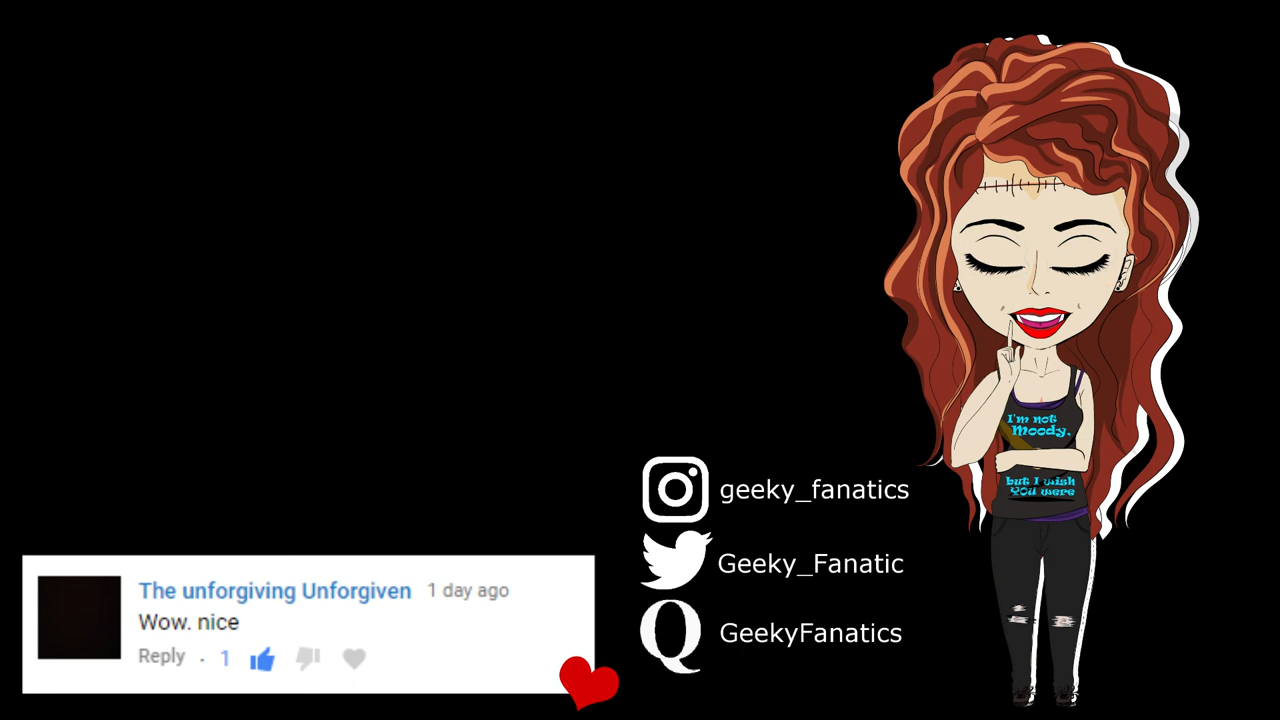 I'm not
Moody,
but I wish
YOU were
geeky_fanatics
Geeky_Fanatic
GeekyFanatics
The unforgiving Unforgiven 1 day ago
Wow. nice
Reply . 1